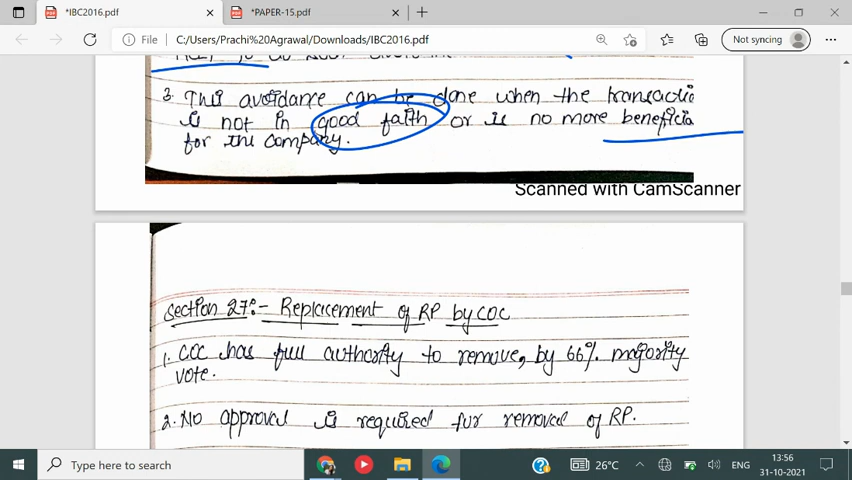 *IBC2016.pdf
*PAPER-15.pdf
File
C:/Users/Prachi%20Agrawal/Downloads/IBC2016.pdf
Not syncing
3. This avoidance can be done when the transactio
is not in good faith or is no more beneficia
for the company.
Scanned with CamScanner
Section 27:- Replacement of RP by COC
1. COC has full authority to remove, by 66% majority
vote.
2. No approval is required for removal of RP.
Type here to search
26°C
ENG
13:56
31-10-2021